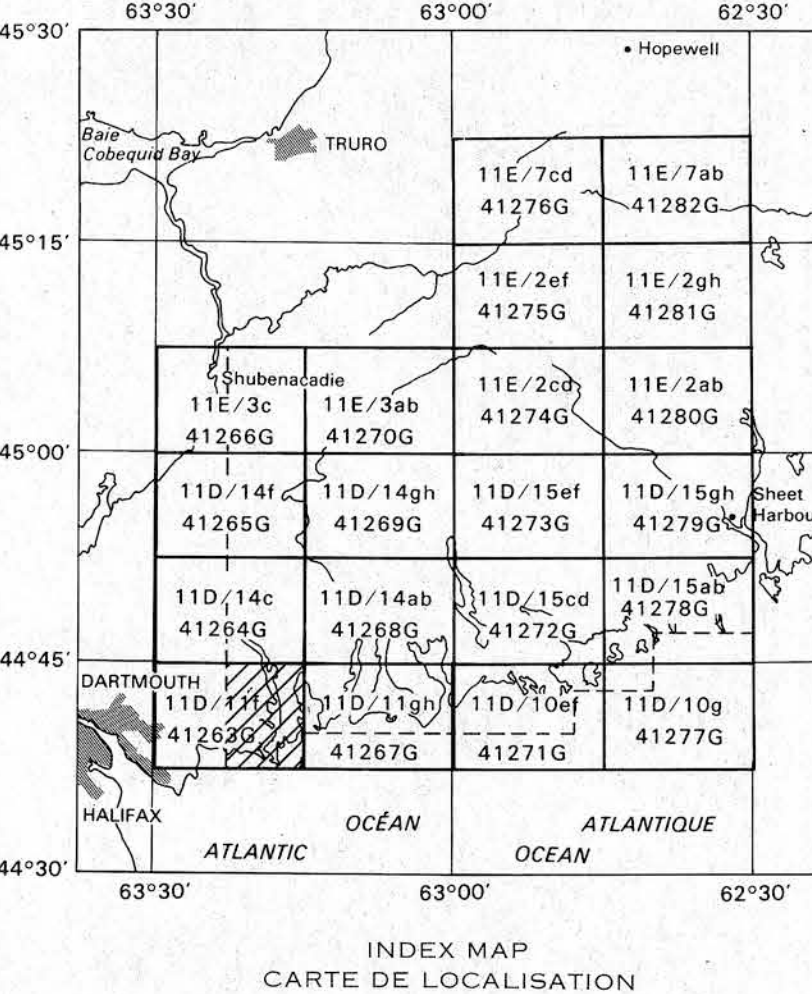 63°30′ 63°00′ 62°30′
45°30′
• Hopewell
Baie
Cobequid Bay
TRURO
11E/7cd 11E/7ab
41276G 41282G
45°15′
11E/2ef 11E/2gh
41275G 41281G
Shubenacadie
11E/3c 11E/3ab 11E/2cd 11E/2ab
41266G 41270G 41274G 41280G
45°00′
11D/14f 11D/14gh 11D/15ef 11D/15gh
41265G 41269G 41273G 41279G
Sheet
Harbou
11D/14c 11D/14ab 11D/15cd 11D/15ab
41264G 41268G 41272G 41278G
44°45′
DARTMOUTH
11D/11f 11D/11gh 11D/10ef 11D/10g
41263G 41267G 41271G 41277G
HALIFAX
OCÉAN ATLANTIQUE
ATLANTIC OCEAN
44°30′
63°30′ 63°00′ 62°30′
INDEX MAP
CARTE DE LOCALISATION